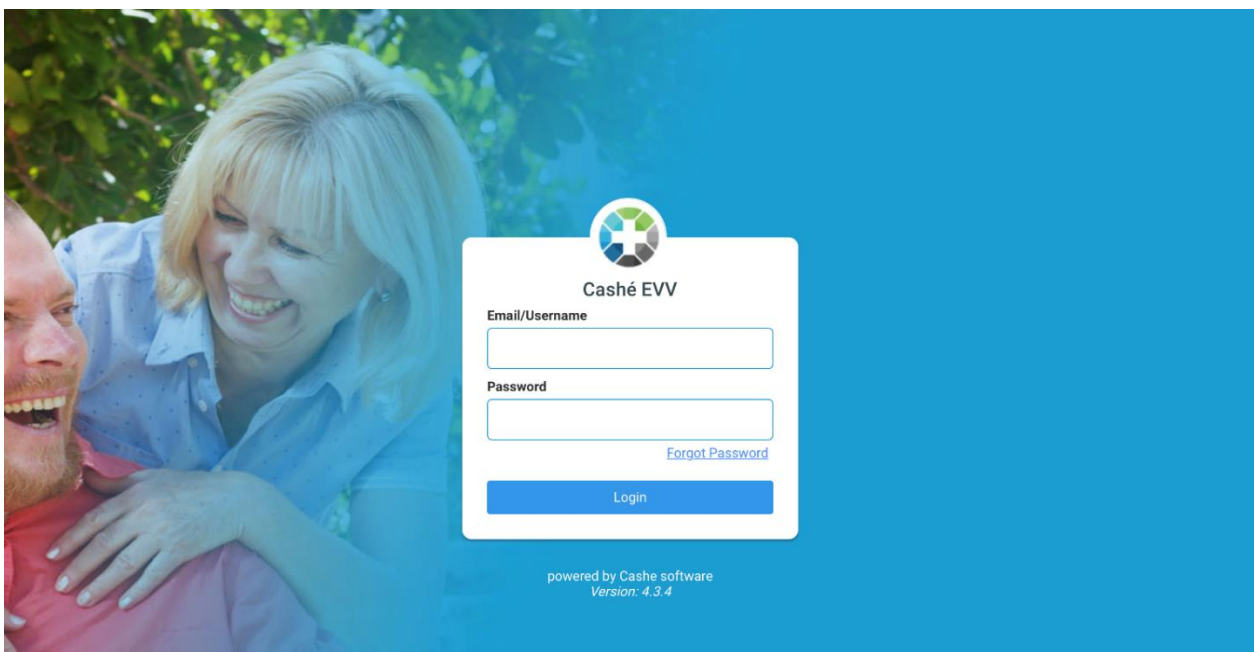 Cashé EVV
Email/Username
Password
Forgot Password
Login
powered by Cashe software
Version: 4.3.4